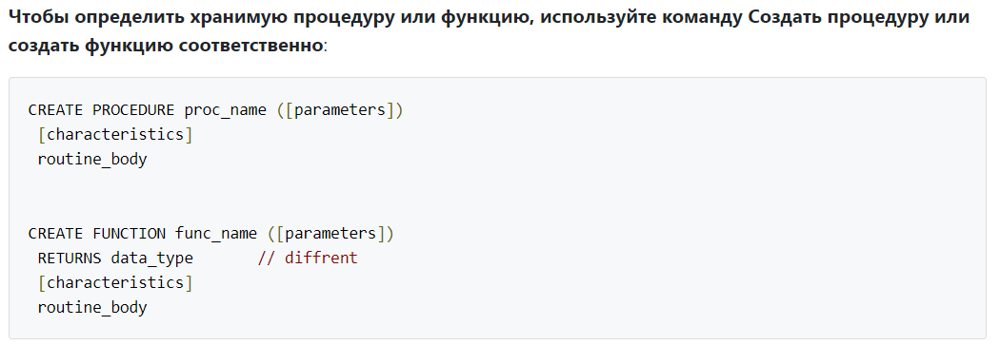 Чтобы определить хранимую процедуру или функцию, используйте команду Создать процедуру или
создать функцию соответственно:
CREATE PROCEDURE proc_name ([parameters])
[characteristics]
routine_body
CREATE FUNCTION func_name ([parameters])
RETURNS data_type // diffrent
[characteristics]
routine_body